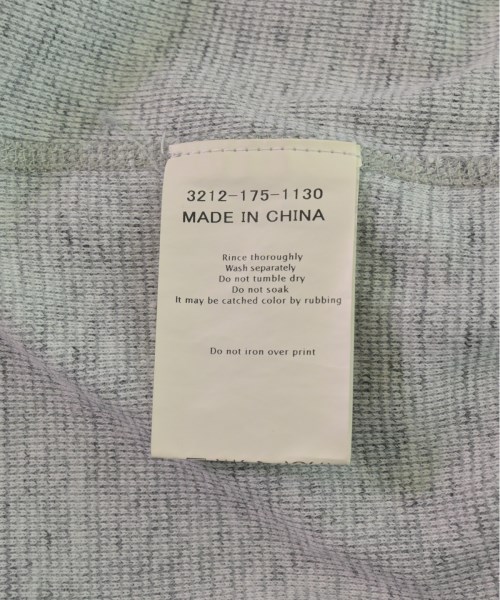 3212-175-1130
MADE IN CHINA
Rince thoroughly
Wash separately
Do not tumble dry
Do not soak
It may be catched color by rubbing
Do not iron over print